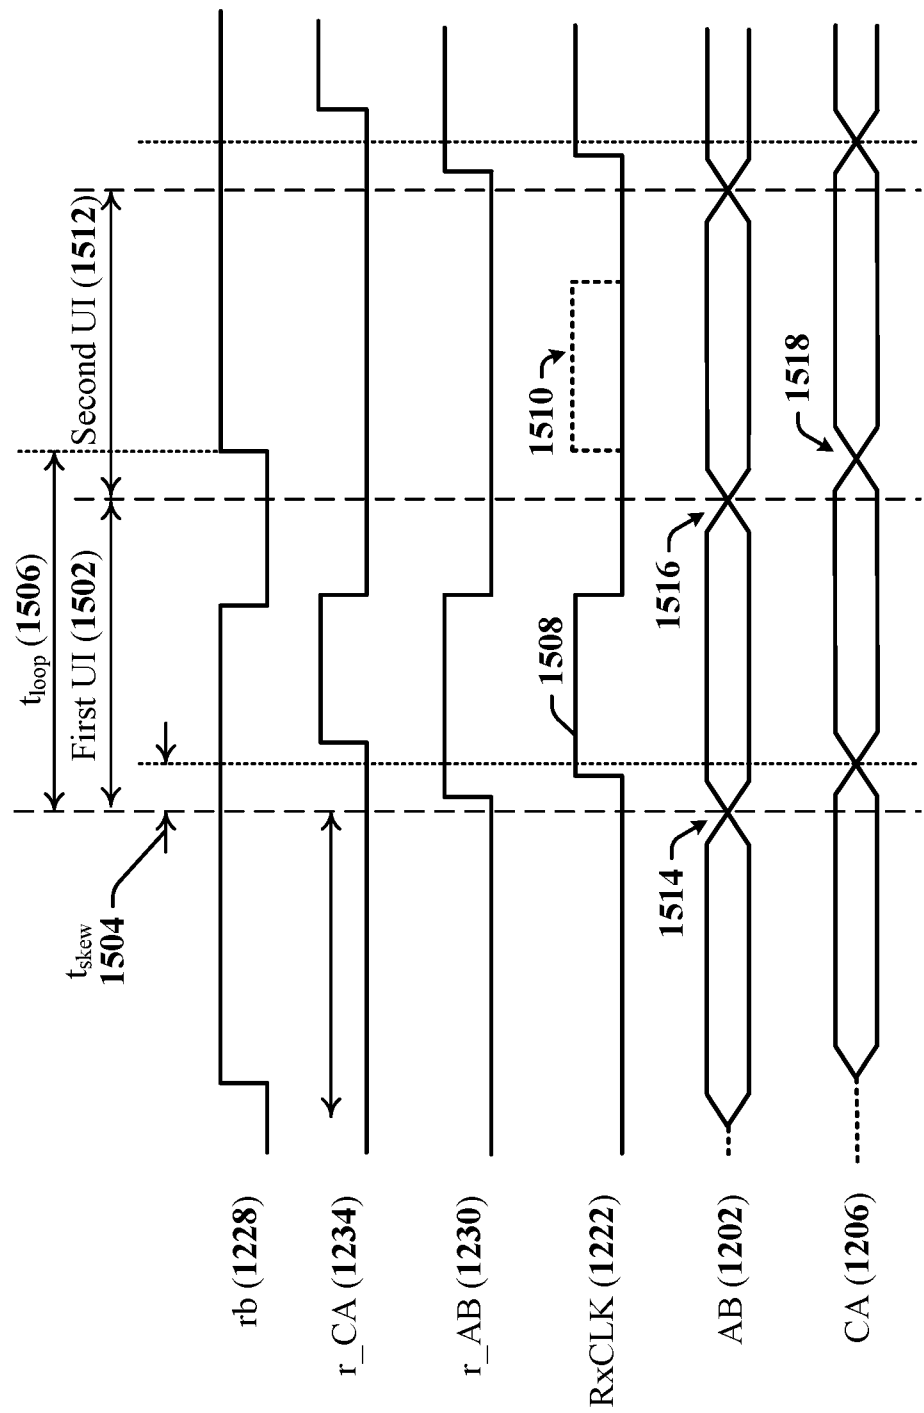 t_loop (1506)
First UI (1502)
Second UI (1512)
t_skew
1504
rb (1228)
r_CA (1234)
r_AB (1230)
RxCLK (1222)
1508
1510
AB (1202)
1514
1516
CA (1206)
1518